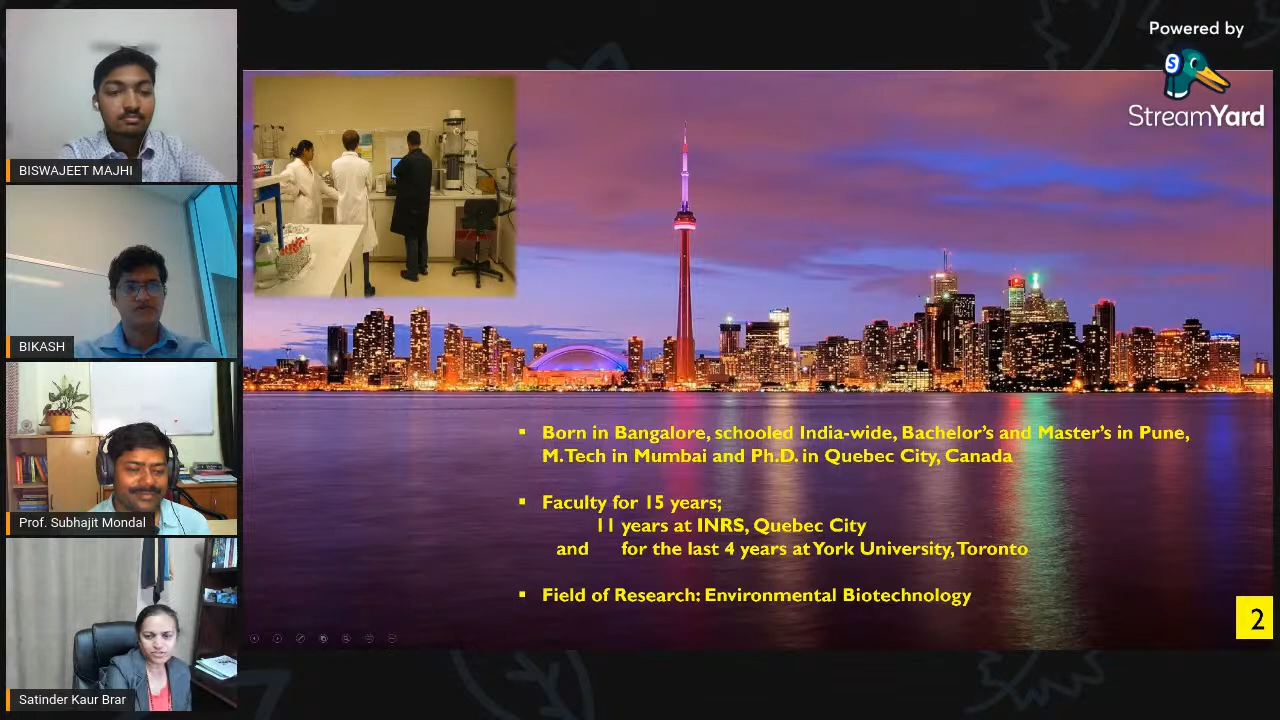 Powered by
S
StreamYard
BISWAJEET MAJHI
BIKASH
Prof. Subhajit Mondal
Satinder Kaur Brar
▪ Born in Bangalore, schooled India-wide, Bachelor's and Master's in Pune,
M.Tech in Mumbai and Ph.D. in Quebec City, Canada
▪ Faculty for 15 years;
11 years at INRS, Quebec City
and for the last 4 years at York University, Toronto
▪ Field of Research: Environmental Biotechnology
2